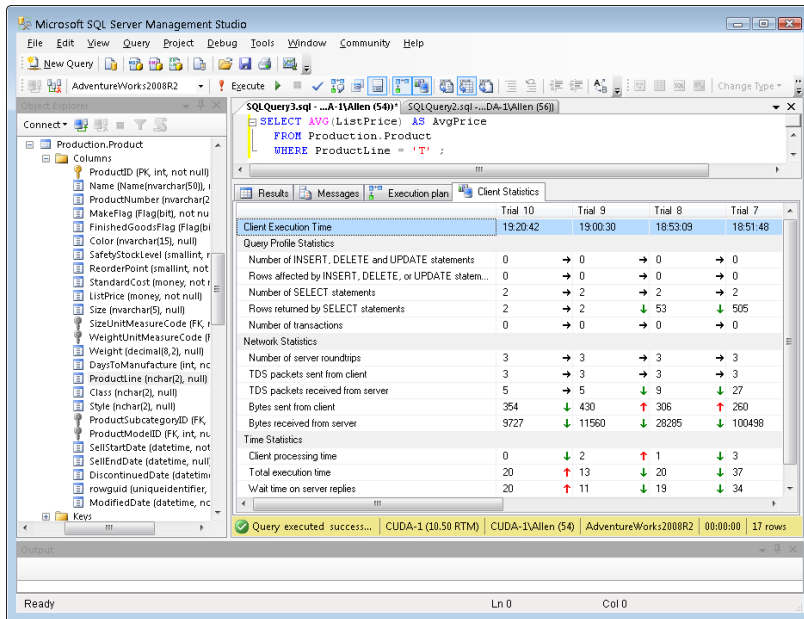 Microsoft SQL Server Management Studio
File Edit View Query Project Debug Tools Window Community Help
New Query
AdventureWorks2008R2 Execute Change Type
Object Explorer
Connect
Production.Product
Columns
ProductID (PK, int, not null)
Name (Name(nvarchar(50)),
ProductNumber (nvarchar(2
MakeFlag (Flag(bit), not nu
FinishedGoodsFlag (Flag(bi
Color (nvarchar(15), null)
SafetyStockLevel (smallint, r
ReorderPoint (smallint, not
StandardCost (money, not r
ListPrice (money, not null)
Size (nvarchar(5), null)
SizeUnitMeasureCode (FK, r
WeightUnitMeasureCode (F
Weight (decimal(8,2), null)
DaysToManufacture (int, nc
ProductLine (nchar(2), null)
Class (nchar(2), null)
Style (nchar(2), null)
ProductSubcategoryID (FK,
ProductModelID (FK, int, nu
SellStartDate (datetime, not
SellEndDate (datetime, null
DiscontinuedDate (datetim
rowguid (uniqueidentifier,
ModifiedDate (datetime, nc
Keys
SQLQuery3.sql -...A-1\Allen (54))* SQLQuery2.sql -...DA-1\Allen (56))
SELECT AVG(ListPrice) AS AvgPrice
FROM Production.Product
WHERE ProductLine = 'T' ;
Results Messages Execution plan Client Statistics
Trial 10 Trial 9 Trial 8 Trial 7
Client Execution Time 19:20:42 19:00:30 18:53:09 18:51:48
Query Profile Statistics
Number of INSERT, DELETE and UPDATE statements 0 → 0 → 0 → 0
Rows affected by INSERT, DELETE, or UPDATE statem... 0 → 0 → 0 → 0
Number of SELECT statements 2 → 2 → 2 → 2
Rows returned by SELECT statements 2 → 2 ↓ 53 ↓ 505
Number of transactions 0 → 0 → 0 → 0
Network Statistics
Number of server roundtrips 3 → 3 → 3 → 3
TDS packets sent from client 3 → 3 → 3 → 3
TDS packets received from server 5 → 5 ↓ 9 ↓ 27
Bytes sent from client 354 ↓ 430 ↑ 306 ↑ 260
Bytes received from server 9727 ↓ 11560 ↓ 28285 ↓ 100498
Time Statistics
Client processing time 0 ↓ 2 ↑ 1 ↓ 3
Total execution time 20 ↑ 13 ↓ 20 ↓ 37
Wait time on server replies 20 ↑ 11 ↓ 19 ↓ 34
Query executed success... CUDA-1 (10.50 RTM) CUDA-1\Allen (54) AdventureWorks2008R2 00:00:00 17 rows
Output
Ready Ln 0 Col 0